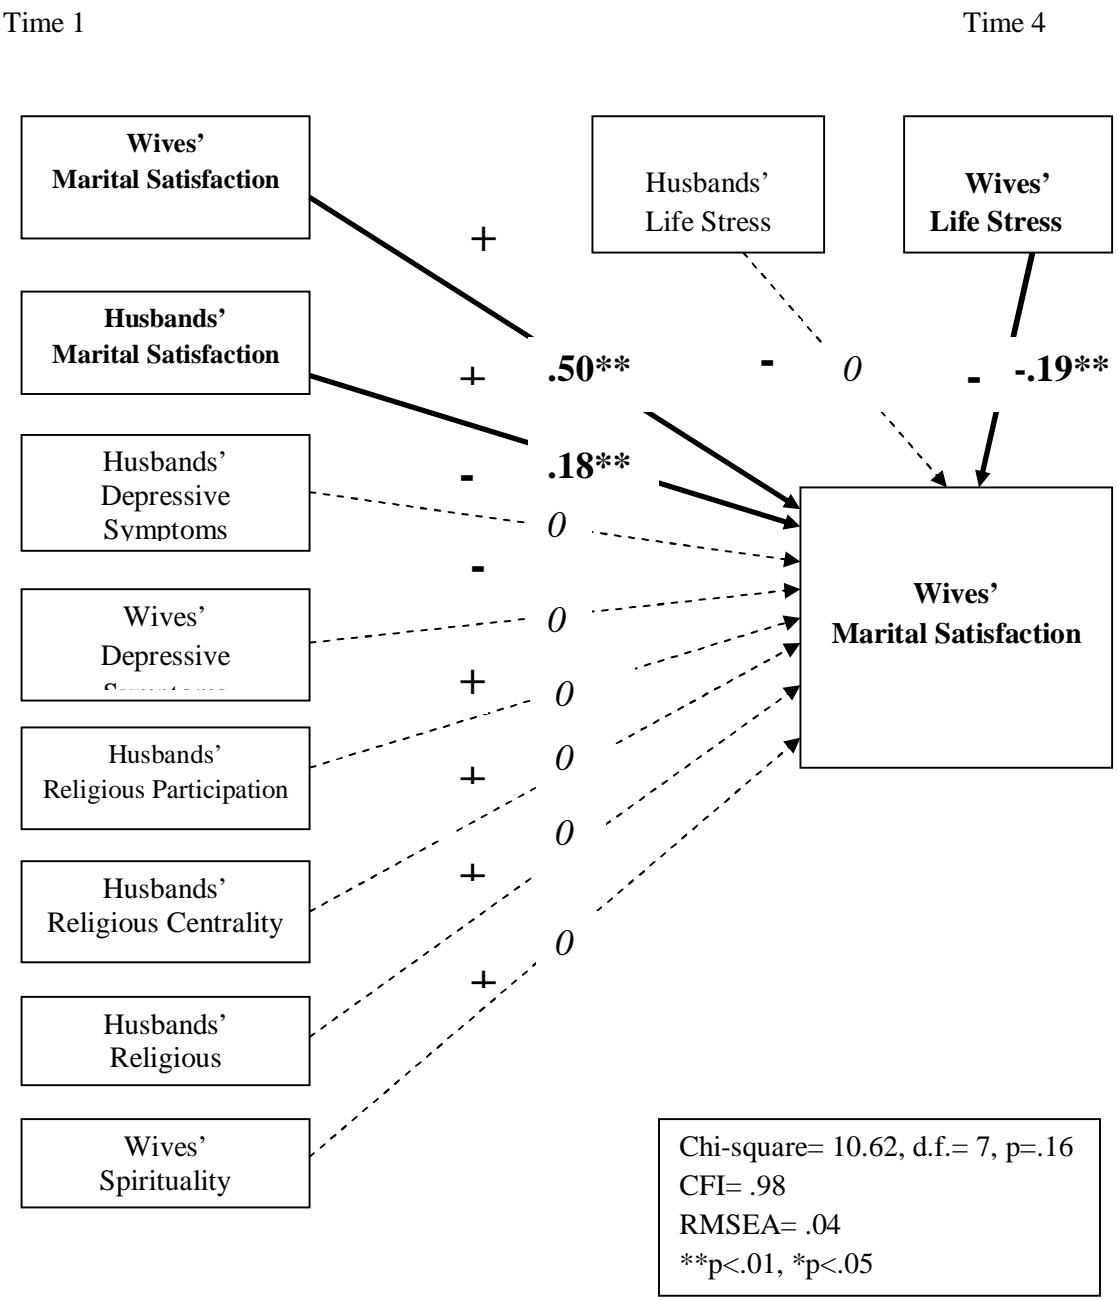 Time 1
Time 4
Wives’
Marital Satisfaction
Husbands’
Life Stress
Wives’
Life Stress
+
Husbands’
Marital Satisfaction
+
.50**
-
0
-
-.19**
Husbands’
Depressive
Symptoms
-
.18**
0
-
Wives’
Depressive
0
Wives’
Marital Satisfaction
+
0
Husbands’
Religious Participation
+
0
0
Husbands’
Religious Centrality
+
0
+
Husbands’
Religious
Wives’
Spirituality
Chi-square= 10.62, d.f.= 7, p=.16
CFI= .98
RMSEA= .04
**p<.01, *p<.05